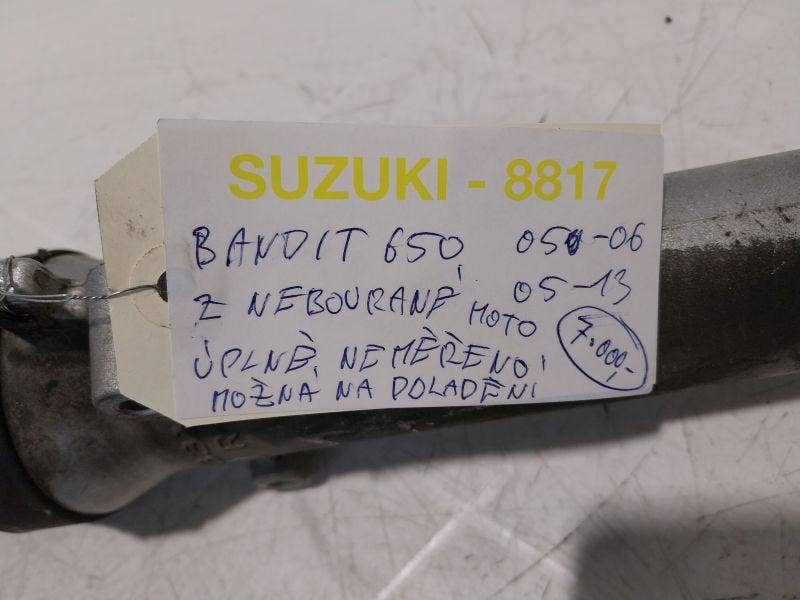 SUZUKI - 8817
BANDIT 650, 05-06
Z NEBOURANÉ MOTO 05-13
ÚPLNĚ, NEMĚŘENO, 7.000,-
MOŽNÁ NA DOLADĚNÍ